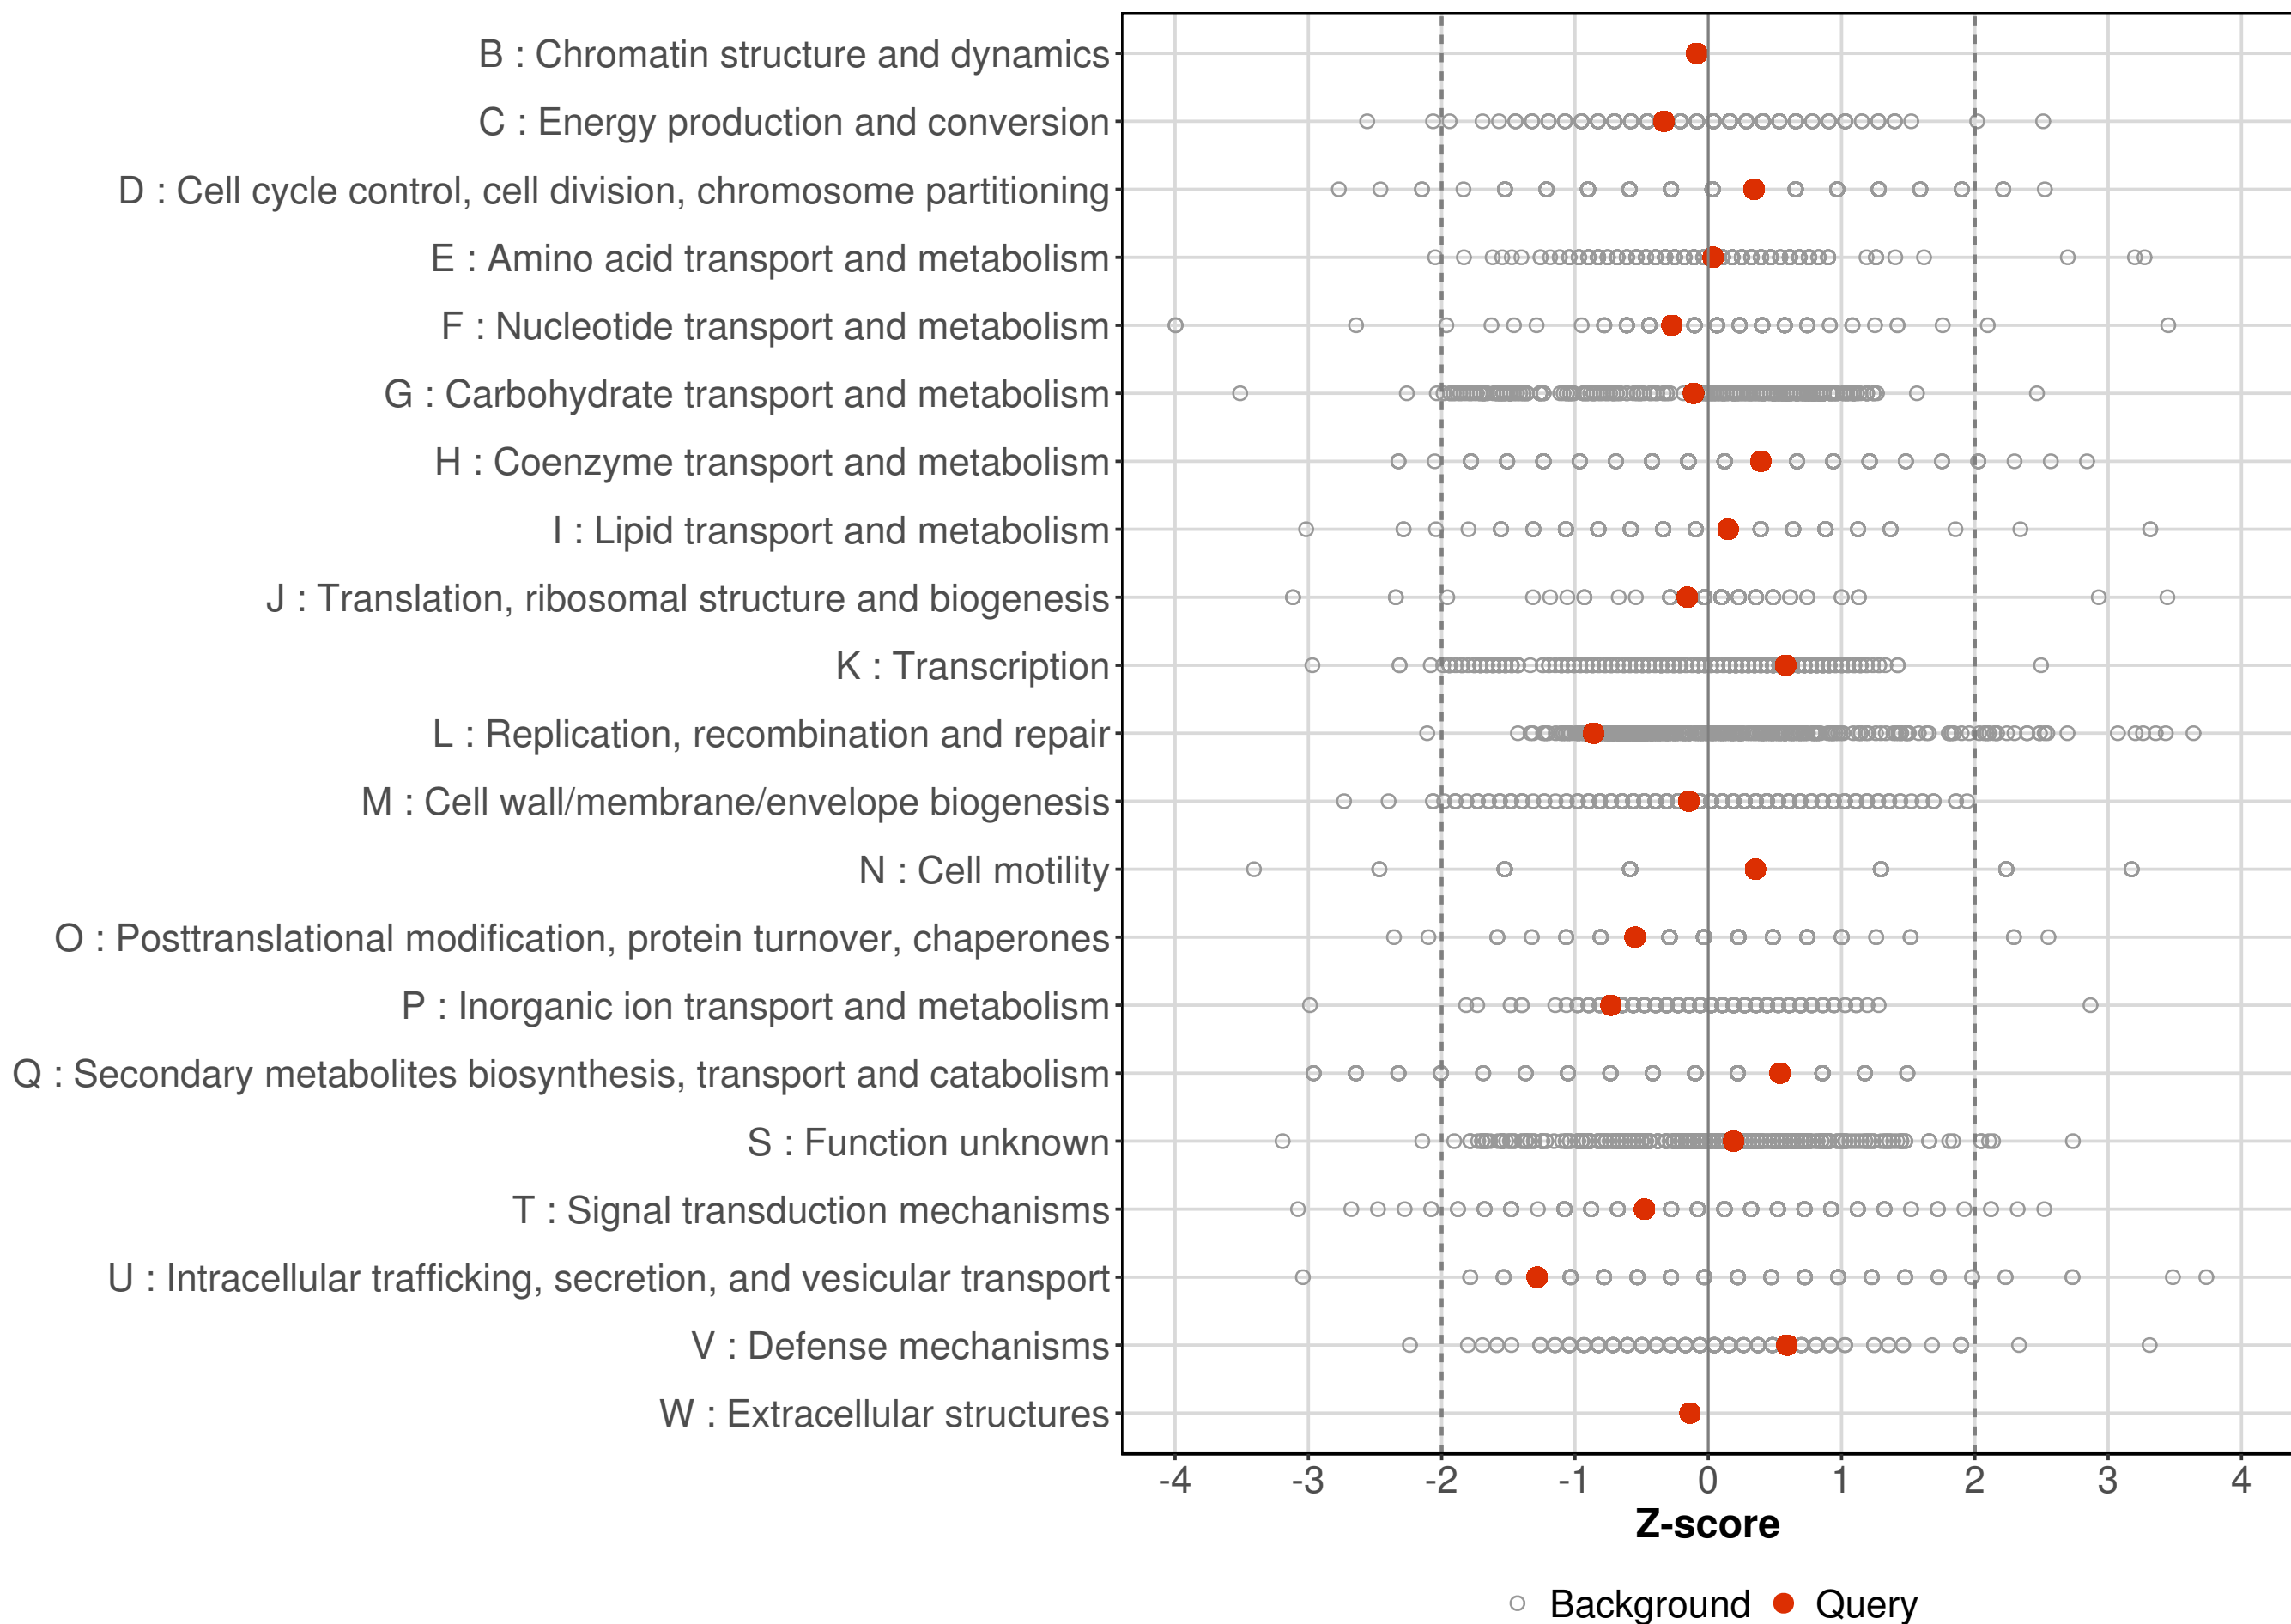 B : Chromatin structure and dynamics
C : Energy production and conversion
D : Cell cycle control, cell division, chromosome partitioning
E : Amino acid transport and metabolism
F : Nucleotide transport and metabolism
G : Carbohydrate transport and metabolism
H : Coenzyme transport and metabolism
I : Lipid transport and metabolism
J : Translation, ribosomal structure and biogenesis
K : Transcription
L : Replication, recombination and repair
M : Cell wall/membrane/envelope biogenesis
N : Cell motility
O : Posttranslational modification, protein turnover, chaperones
P : Inorganic ion transport and metabolism
Q : Secondary metabolites biosynthesis, transport and catabolism
S : Function unknown
T : Signal transduction mechanisms
U : Intracellular trafficking, secretion, and vesicular transport
V : Defense mechanisms
W : Extracellular structures
-4 -3 -2 -1 0 1 2 3 4
Z-score
Background Query